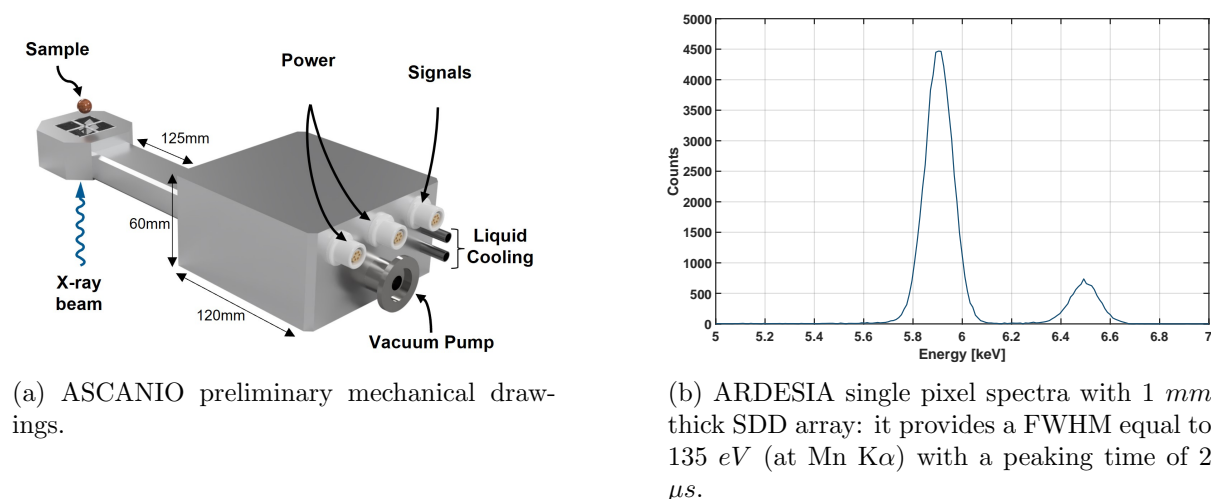 Sample
Power
Signals
125mm
60mm
Liquid
Cooling
X-ray
beam
120mm
Vacuum Pump
(a) ASCANIO preliminary mechanical draw-
ings.
5000
4500
4000
3500
3000
2500
2000
1500
1000
500
0
Counts
5 5.2 5.4 5.6 5.8 6 6.2 6.4 6.6 6.8 7
Energy [keV]
(b) ARDESIA single pixel spectra with 1 mm
thick SDD array: it provides a FWHM equal to
135 eV (at Mn Kα) with a peaking time of 2
μs.